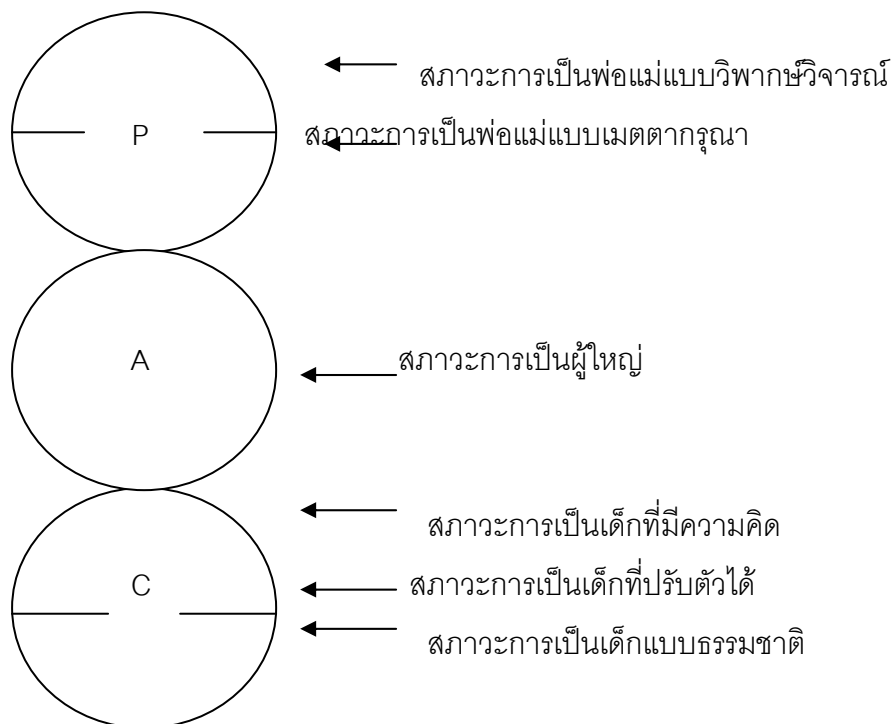 สภาวะการเป็นพ่อแม่แบบวิพากษ์วิจารณ์
P
สภาวะการเป็นพ่อแม่แบบเมตตากรุณา
A
สภาวะการเป็นผู้ใหญ่
สภาวะการเป็นเด็กที่มีความคิด
C
สภาวะการเป็นเด็กที่ปรับตัวได้
สภาวะการเป็นเด็กแบบธรรมชาติ